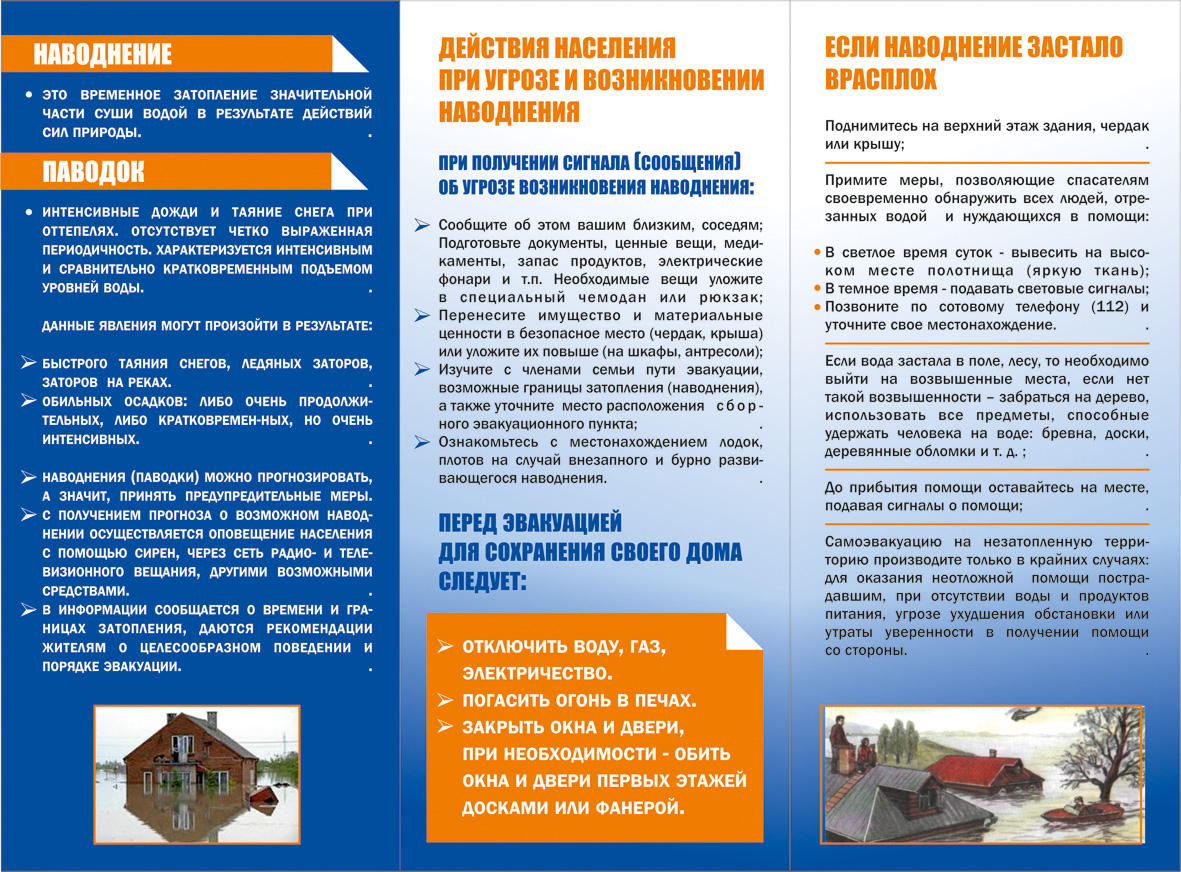 НАВОДНЕНИЕ
• ЭТО ВРЕМЕННОЕ ЗАТОПЛЕНИЕ ЗНАЧИТЕЛЬНОЙ
ЧАСТИ СУШИ ВОДОЙ В РЕЗУЛЬТАТЕ ДЕЙСТВИЙ
СИЛ ПРИРОДЫ. .
ПАВОДОК
• ИНТЕНСИВНЫЕ ДОЖДИ И ТАЯНИЕ СНЕГА ПРИ
ОТТЕПЕЛЯХ. ОТСУТСТВУЕТ ЧЕТКО ВЫРАЖЕННАЯ
ПЕРИОДИЧНОСТЬ. ХАРАКТЕРИЗУЕТСЯ ИНТЕНСИВНЫМ
И СРАВНИТЕЛЬНО КРАТКОВРЕМЕННЫМ ПОДЪЕМОМ
УРОВНЕЙ ВОДЫ. .
ДАННЫЕ ЯВЛЕНИЯ МОГУТ ПРОИЗОЙТИ В РЕЗУЛЬТАТЕ:
➢ БЫСТРОГО ТАЯНИЯ СНЕГОВ, ЛЕДЯНЫХ ЗАТОРОВ,
ЗАТОРОВ НА РЕКАХ. .
➢ ОБИЛЬНЫХ ОСАДКОВ: ЛИБО ОЧЕНЬ ПРОДОЛЖИ-
ТЕЛЬНЫХ, ЛИБО КРАТКОВРЕМЕН-НЫХ, НО ОЧЕНЬ
ИНТЕНСИВНЫХ. .
➢ НАВОДНЕНИЯ (ПАВОДКИ) МОЖНО ПРОГНОЗИРОВАТЬ,
А ЗНАЧИТ, ПРИНЯТЬ ПРЕДУПРЕДИТЕЛЬНЫЕ МЕРЫ.
➢ С ПОЛУЧЕНИЕМ ПРОГНОЗА О ВОЗМОЖНОМ НАВОД-
НЕНИИ ОСУЩЕСТВЛЯЕТСЯ ОПОВЕЩЕНИЕ НАСЕЛЕНИЯ
С ПОМОЩЬЮ СИРЕН, ЧЕРЕЗ СЕТЬ РАДИО- И ТЕЛЕ-
ВИЗИОННОГО ВЕЩАНИЯ, ДРУГИМИ ВОЗМОЖНЫМИ
СРЕДСТВАМИ. .
➢ В ИНФОРМАЦИИ СООБЩАЕТСЯ О ВРЕМЕНИ И ГРА-
НИЦАХ ЗАТОПЛЕНИЯ, ДАЮТСЯ РЕКОМЕНДАЦИИ
ЖИТЕЛЯМ О ЦЕЛЕСООБРАЗНОМ ПОВЕДЕНИИ И
ПОРЯДКЕ ЭВАКУАЦИИ. .
ДЕЙСТВИЯ НАСЕЛЕНИЯ
ПРИ УГРОЗЕ И ВОЗНИКНОВЕНИИ
НАВОДНЕНИЯ
ПРИ ПОЛУЧЕНИИ СИГНАЛА (СООБЩЕНИЯ)
ОБ УГРОЗЕ ВОЗНИКНОВЕНИЯ НАВОДНЕНИЯ:
➢ Сообщите об этом вашим близким, соседям;
Подготовьте документы, ценные вещи, меди-
каменты, запас продуктов, электрические
фонари и т.п. Необходимые вещи уложите
в специальный чемодан или рюкзак;
➢ Перенесите имущество и материальные
ценности в безопасное место (чердак, крыша)
или уложите их повыше (на шкафы, антресоли);
➢ Изучите с членами семьи пути эвакуации,
возможные границы затопления (наводнения),
а также уточните место расположения сбор-
ного эвакуационного пункта; .
➢ Ознакомьтесь с местонахождением лодок,
плотов на случай внезапного и бурно разви-
вающегося наводнения. .
ПЕРЕД ЭВАКУАЦИЕЙ
ДЛЯ СОХРАНЕНИЯ СВОЕГО ДОМА
СЛЕДУЕТ:
➢ ОТКЛЮЧИТЬ ВОДУ, ГАЗ,
ЭЛЕКТРИЧЕСТВО.
➢ ПОГАСИТЬ ОГОНЬ В ПЕЧАХ.
➢ ЗАКРЫТЬ ОКНА И ДВЕРИ,
ПРИ НЕОБХОДИМОСТИ - ОБИТЬ
ОКНА И ДВЕРИ ПЕРВЫХ ЭТАЖЕЙ
ДОСКАМИ ИЛИ ФАНЕРОЙ.
ЕСЛИ НАВОДНЕНИЕ ЗАСТАЛО
ВРАСПЛОХ
Поднимитесь на верхний этаж здания, чердак
или крышу; .
Примите меры, позволяющие спасателям
своевременно обнаружить всех людей, отре-
занных водой и нуждающихся в помощи:
• В светлое время суток - вывесить на высо-
ком месте полотнища (яркую ткань);
• В темное время - подавать световые сигналы;
• Позвоните по сотовому телефону (112) и
уточните свое местонахождение. .
Если вода застала в поле, лесу, то необходимо
выйти на возвышенные места, если нет
такой возвышенности – забраться на дерево,
использовать все предметы, способные
удержать человека на воде: бревна, доски,
деревянные обломки и т. д. ; .
До прибытия помощи оставайтесь на месте,
подавая сигналы о помощи; .
Самоэвакуацию на незатопленную терри-
торию производите только в крайних случаях:
для оказания неотложной помощи постра-
давшим, при отсутствии воды и продуктов
питания, угрозе ухудшения обстановки или
утраты уверенности в получении помощи
со стороны. .